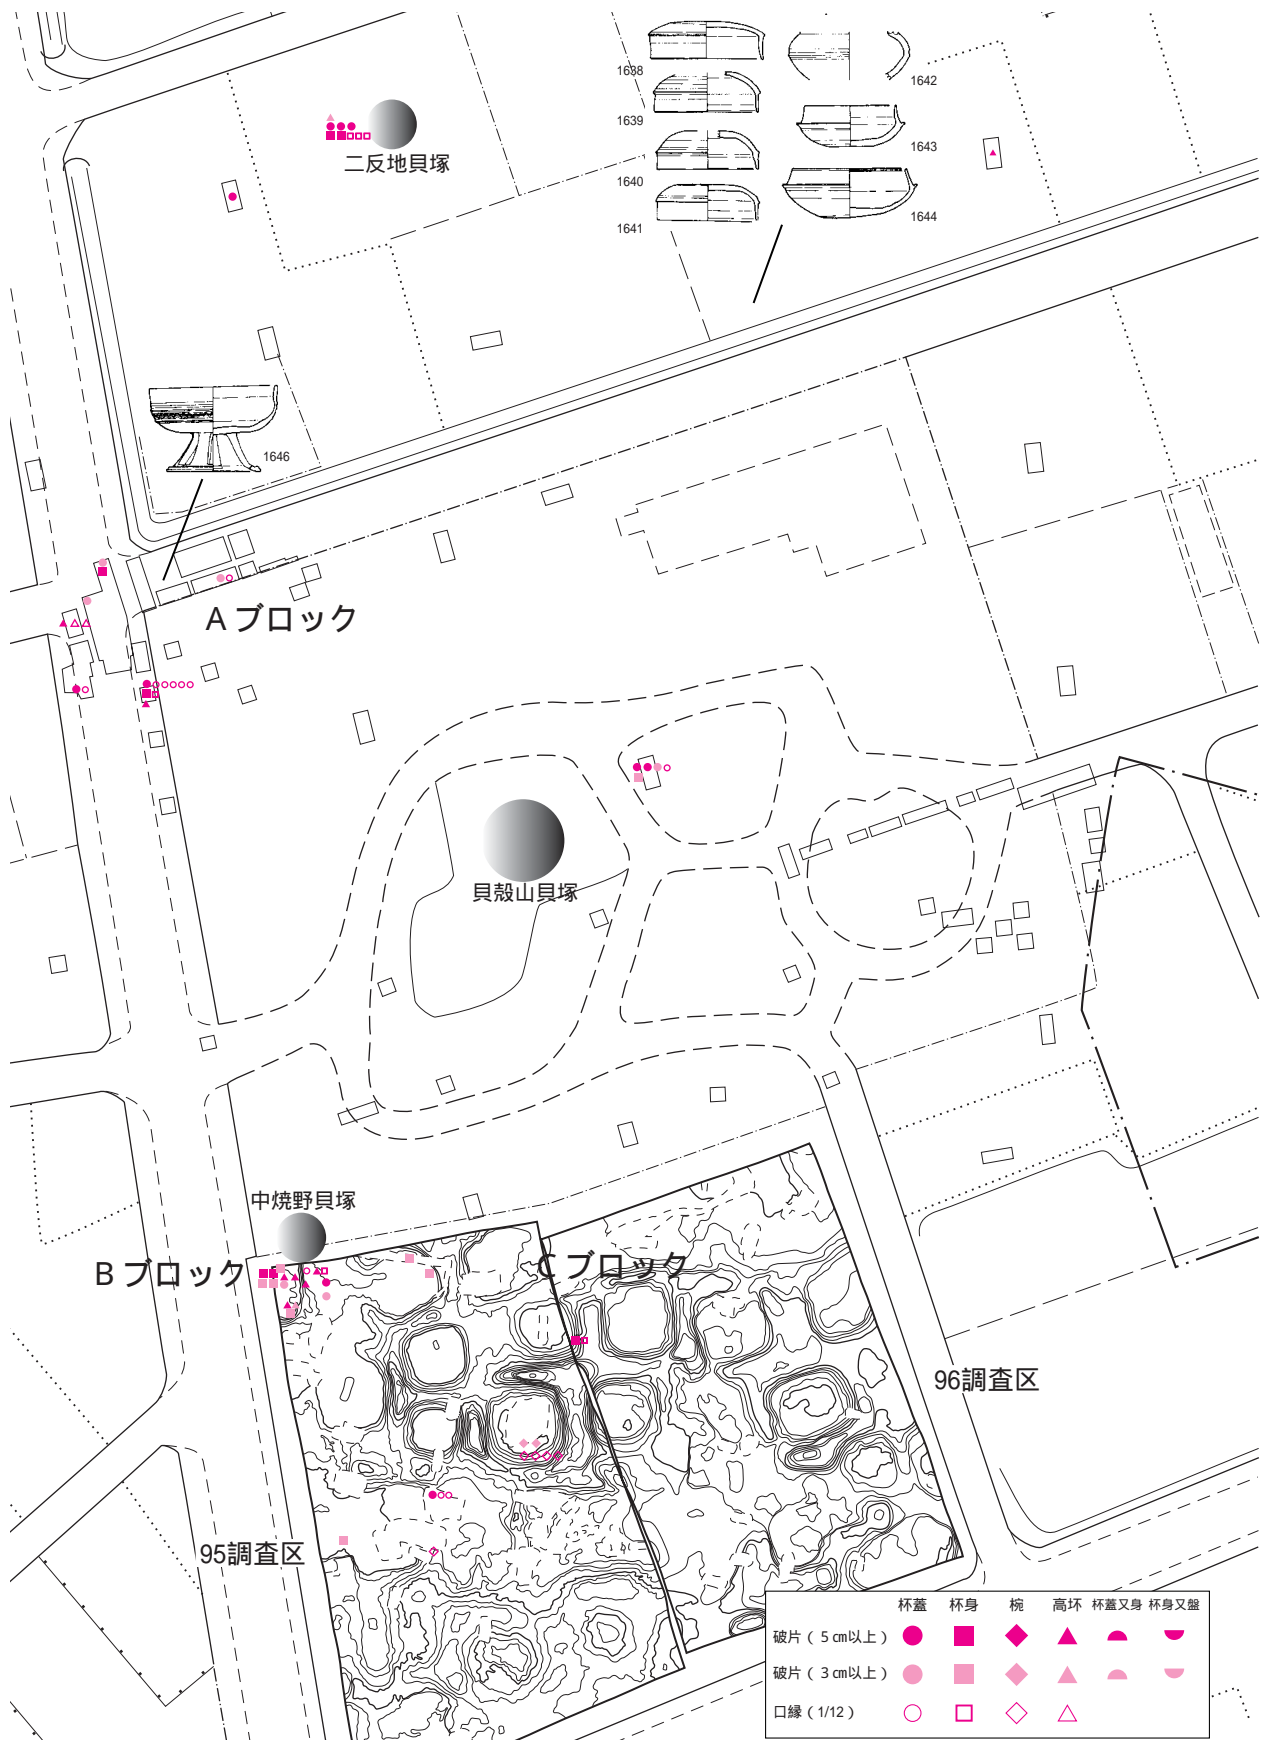 1638
1639
1640
1641
1642
1643
1644
二反地貝塚
1646
Aブロック
貝殻山貝塚
中焼野貝塚
Bブロック
Cブロック
96調査区
95調査区
杯蓋 杯身 椀 高坏 杯蓋又身 杯身又盤
破片（5㎝以上）
破片（3㎝以上）
口縁（1/12）